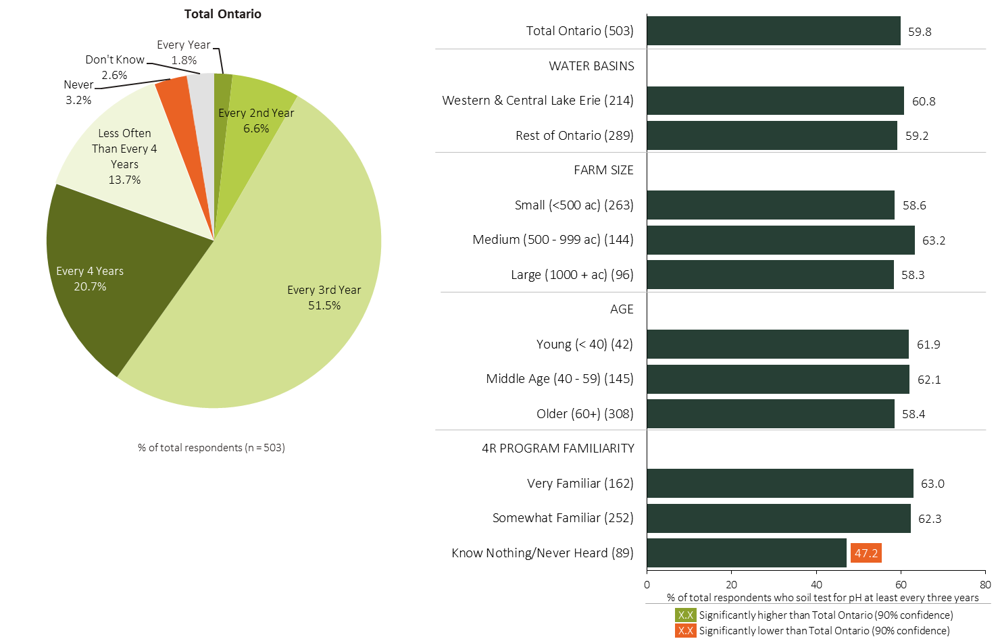 Total Ontario
Every Year
1.8%
Don't Know
2.6%
Never
3.2%
Every 2nd Year
6.6%
Less Often
Than Every 4
Years
13.7%
Every 4 Years
20.7%
Every 3rd Year
51.5%
% of total respondents (n = 503)
Total Ontario (503) 59.8
WATER BASINS
Western & Central Lake Erie (214) 60.8
Rest of Ontario (289) 59.2
FARM SIZE
Small (<500 ac) (263) 58.6
Medium (500 - 999 ac) (144) 63.2
Large (1000 + ac) (96) 58.3
AGE
Young (< 40) (42) 61.9
Middle Age (40 - 59) (145) 62.1
Older (60+) (308) 58.4
4R PROGRAM FAMILIARITY
Very Familiar (162) 63.0
Somewhat Familiar (252) 62.3
Know Nothing/Never Heard (89) 47.2
0 20 40 60 80
% of total respondents who soil test for pH at least every three years
X.X Significantly higher than Total Ontario (90% confidence)
X.X Significantly lower than Total Ontario (90% confidence)